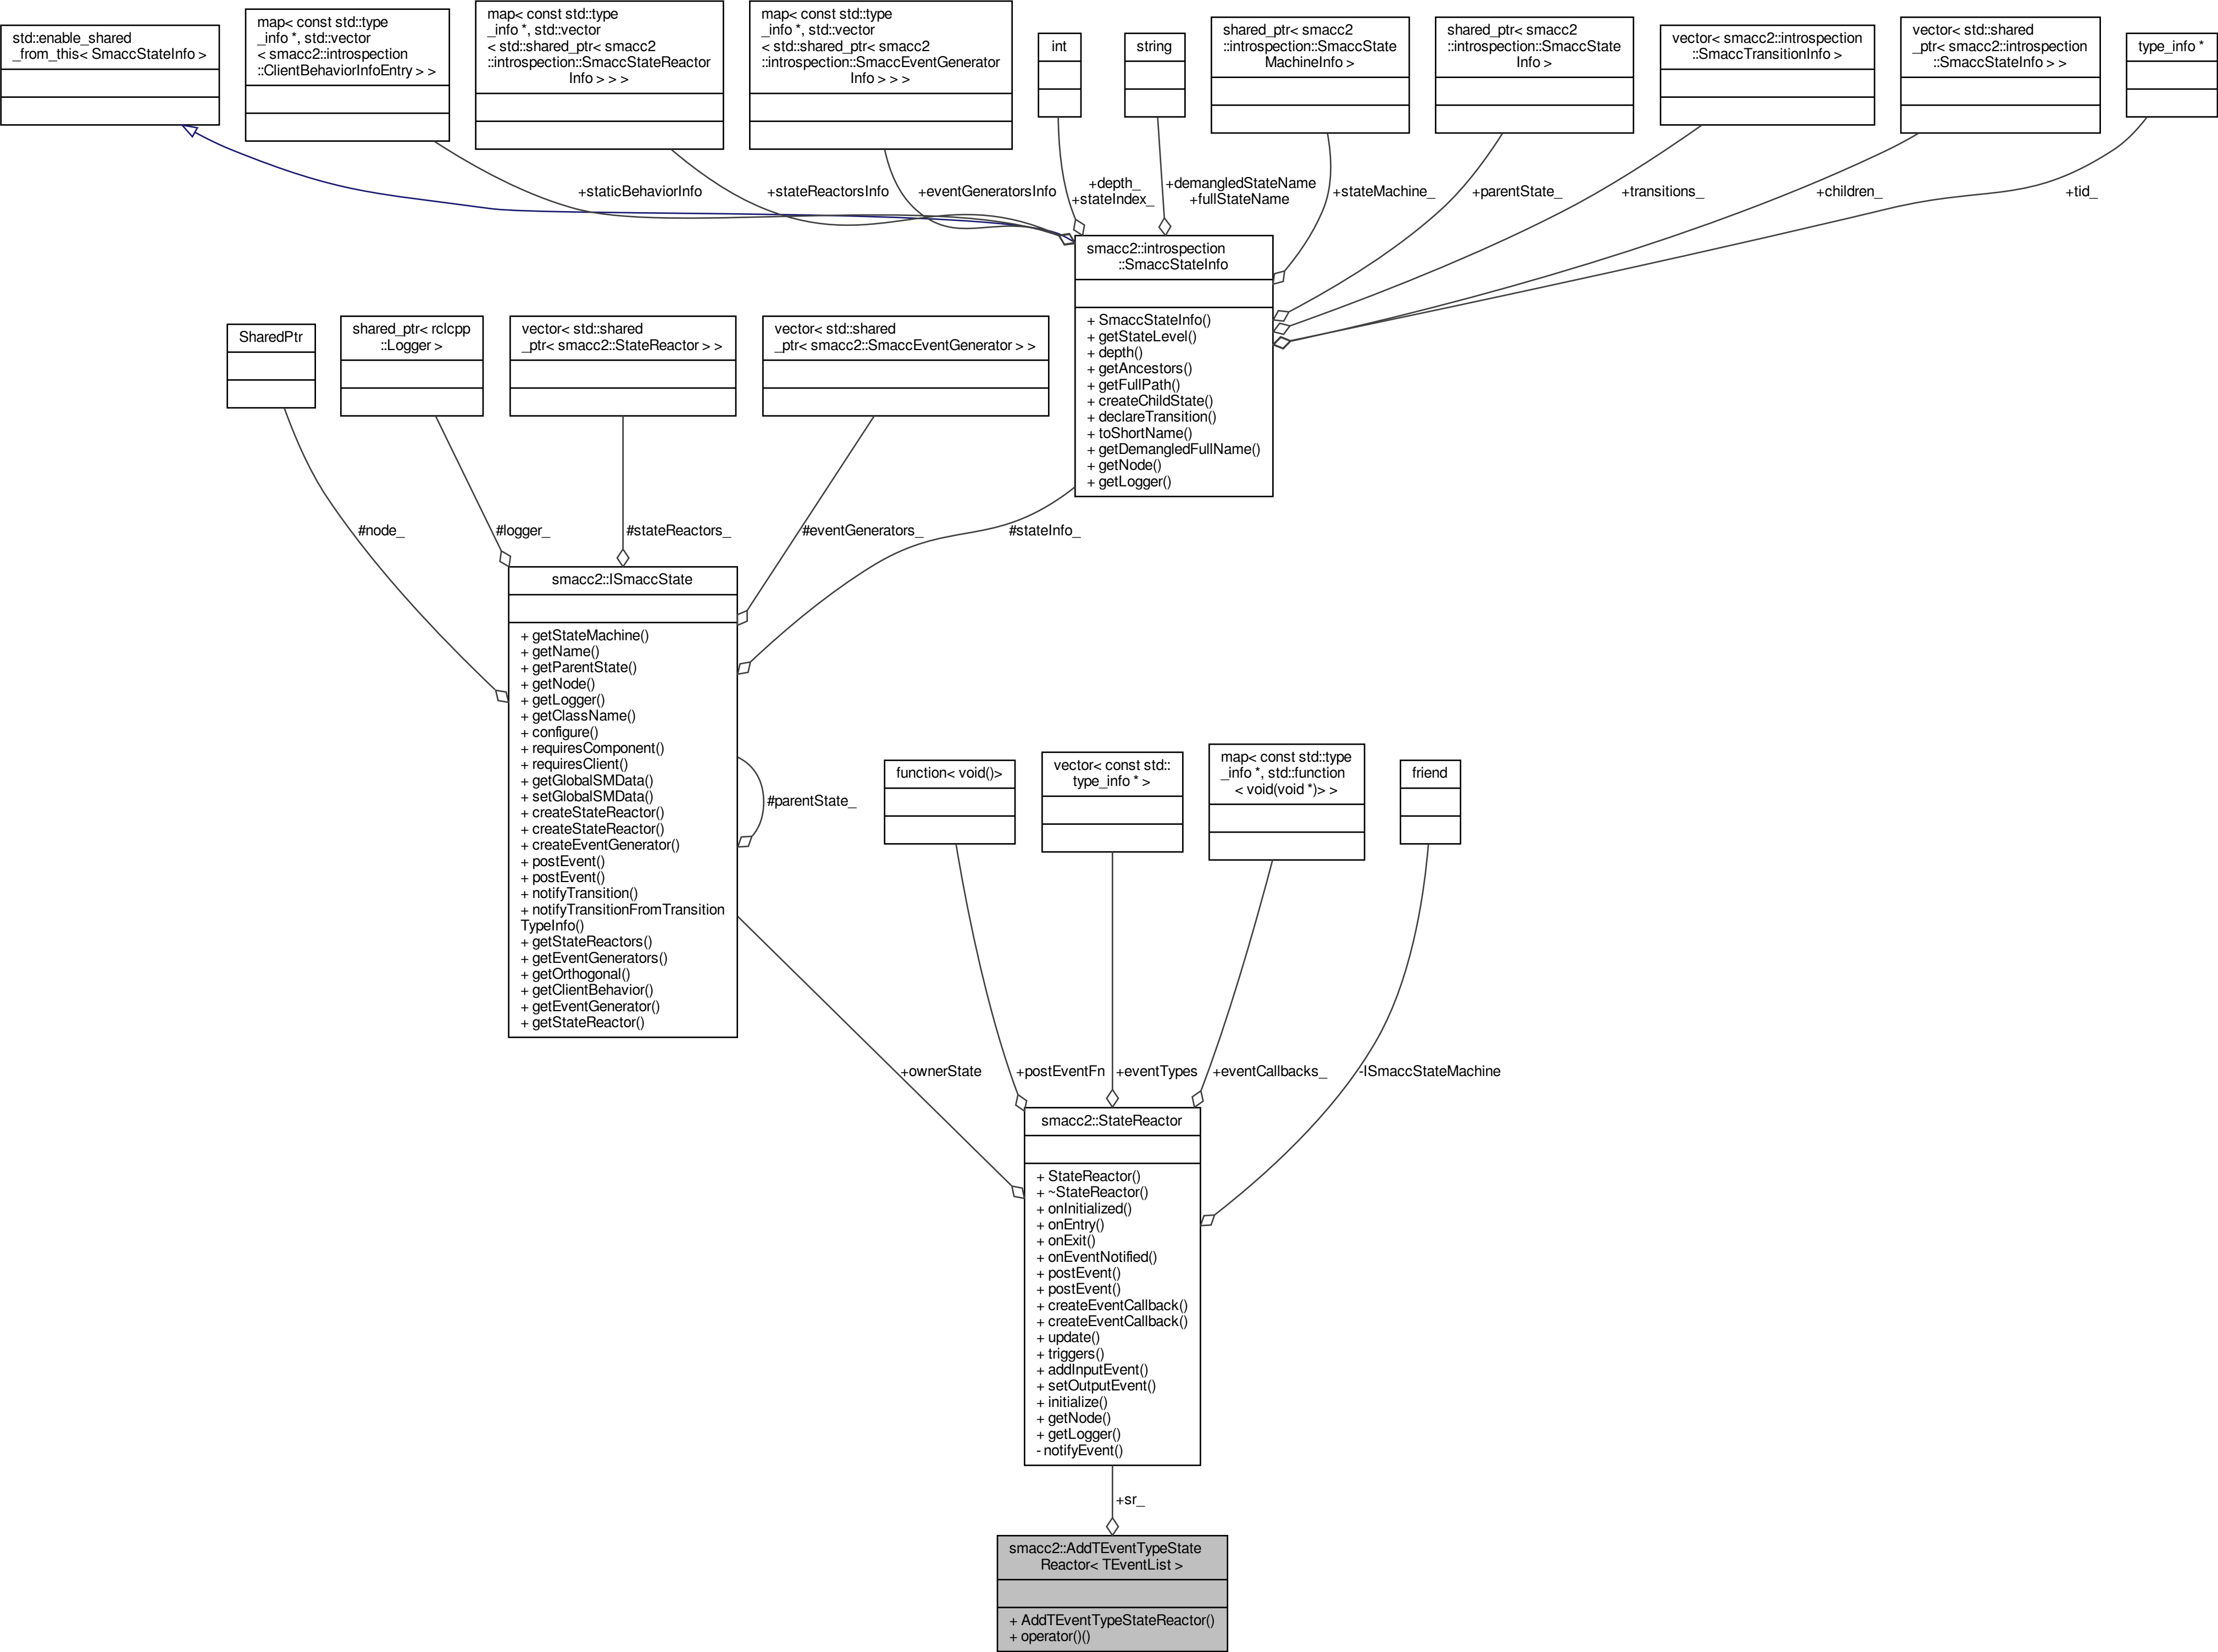 std::enable_shared
_from_this< SmaccStateInfo >
map< const std::type
_info *, std::vector
< smacc2::introspection
::ClientBehaviorInfoEntry > >
map< const std::type
_info *, std::vector
< std::shared_ptr< smacc2
::introspection::SmaccStateReactor
Info > > >
map< const std::type
_info *, std::vector
< std::shared_ptr< smacc2
::introspection::SmaccEventGenerator
Info > > >
int
string
shared_ptr< smacc2
::introspection::SmaccState
MachineInfo >
shared_ptr< smacc2
::introspection::SmaccState
Info >
vector< smacc2::introspection
::SmaccTransitionInfo >
vector< std::shared
_ptr< smacc2::introspection
::SmaccStateInfo > >
type_info *
+staticBehaviorInfo
+stateReactorsInfo
+eventGeneratorsInfo
+depth_
+stateIndex_
+demangledStateName
+fullStateName
+stateMachine_
+parentState_
+transitions_
+children_
+tid_
smacc2::introspection
::SmaccStateInfo
+ SmaccStateInfo()
+ getStateLevel()
+ depth()
+ getAncestors()
+ getFullPath()
+ createChildState()
+ declareTransition()
+ toShortName()
+ getDemangledFullName()
+ getNode()
+ getLogger()
SharedPtr
shared_ptr< rclcpp
::Logger >
vector< std::shared
_ptr< smacc2::StateReactor > >
vector< std::shared
_ptr< smacc2::SmaccEventGenerator > >
#node_
#logger_
#stateReactors_
#eventGenerators_
#stateInfo_
smacc2::ISmaccState
+ getStateMachine()
+ getName()
+ getParentState()
+ getNode()
+ getLogger()
+ getClassName()
+ configure()
+ requiresComponent()
+ requiresClient()
+ getGlobalSMData()
+ setGlobalSMData()
+ createStateReactor()
+ createStateReactor()
+ createEventGenerator()
+ postEvent()
+ postEvent()
+ notifyTransition()
+ notifyTransitionFromTransition
TypeInfo()
+ getStateReactors()
+ getEventGenerators()
+ getOrthogonal()
+ getClientBehavior()
+ getEventGenerator()
+ getStateReactor()
#parentState_
function< void()>
vector< const std::
type_info * >
map< const std::type
_info *, std::function
< void(void *)> >
friend
+ownerState
+postEventFn
+eventTypes
+eventCallbacks_
-ISmaccStateMachine
smacc2::StateReactor
+ StateReactor()
+ ~StateReactor()
+ onInitialized()
+ onEntry()
+ onExit()
+ onEventNotified()
+ postEvent()
+ postEvent()
+ createEventCallback()
+ createEventCallback()
+ update()
+ triggers()
+ addInputEvent()
+ setOutputEvent()
+ initialize()
+ getNode()
+ getLogger()
- notifyEvent()
+sr_
smacc2::AddTEventTypeState
Reactor< TEventList >
+ AddTEventTypeStateReactor()
+ operator()()